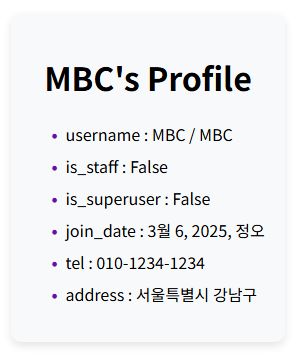 MBC's Profile
username : MBC / MBC
is_staff : False
is_superuser : False
join_date : 3월 6, 2025, 정오
tel : 010-1234-1234
address : 서울특별시 강남구